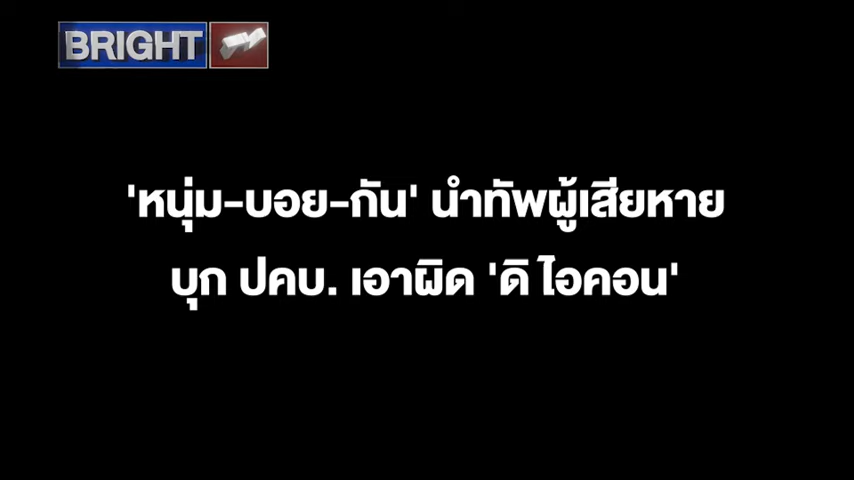 BRIGHT TV
'หนุ่ม-บอย-กัน' นำทัพผู้เสียหาย
บุก ปคบ. เอาผิด 'ดิ ไอคอน'